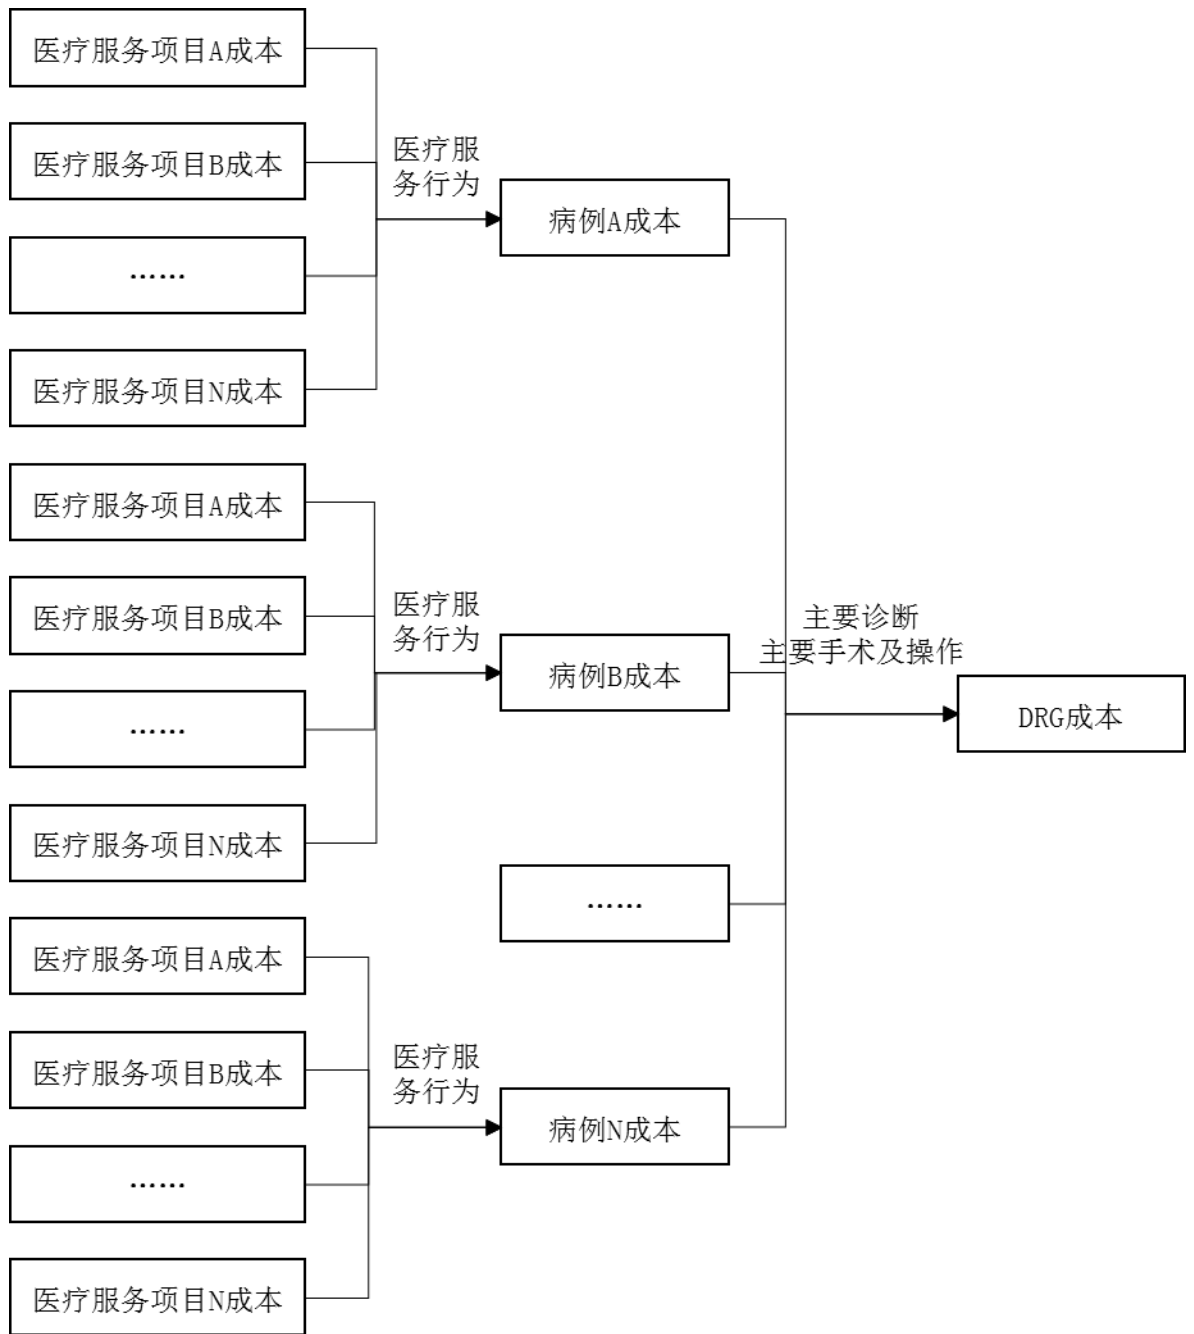 医疗服务项目A成本
医疗服务项目B成本
……
医疗服务项目N成本
医疗服
务行为
病例A成本
医疗服务项目A成本
医疗服务项目B成本
……
医疗服务项目N成本
医疗服
务行为
病例B成本
医疗服务项目A成本
医疗服务项目B成本
……
医疗服务项目N成本
医疗服
务行为
……
病例N成本
主要诊断
主要手术及操作
DRG成本